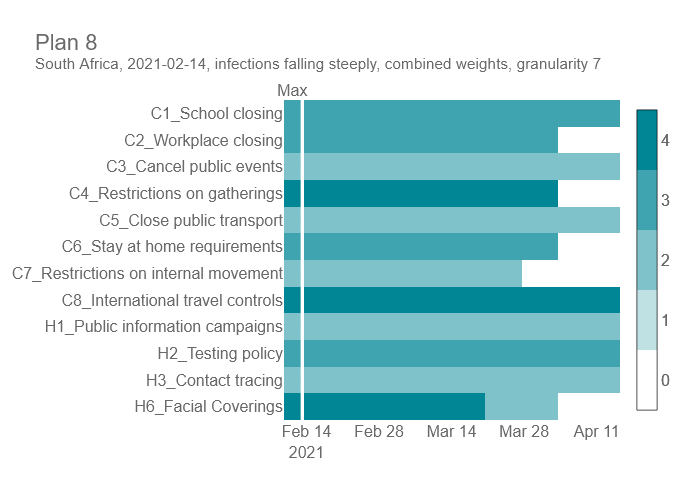 Plan 8
South Africa, 2021-02-14, infections falling steeply, combined weights, granularity 7
Max
C1_School closing
C2_Workplace closing
C3_Cancel public events
C4_Restrictions on gatherings
C5_Close public transport
C6_Stay at home requirements
C7_Restrictions on internal movement
C8_International travel controls
H1_Public information campaigns
H2_Testing policy
H3_Contact tracing
H6_Facial Coverings
Feb 14 Feb 28 Mar 14 Mar 28 Apr 11
2021
4
3
2
1
0